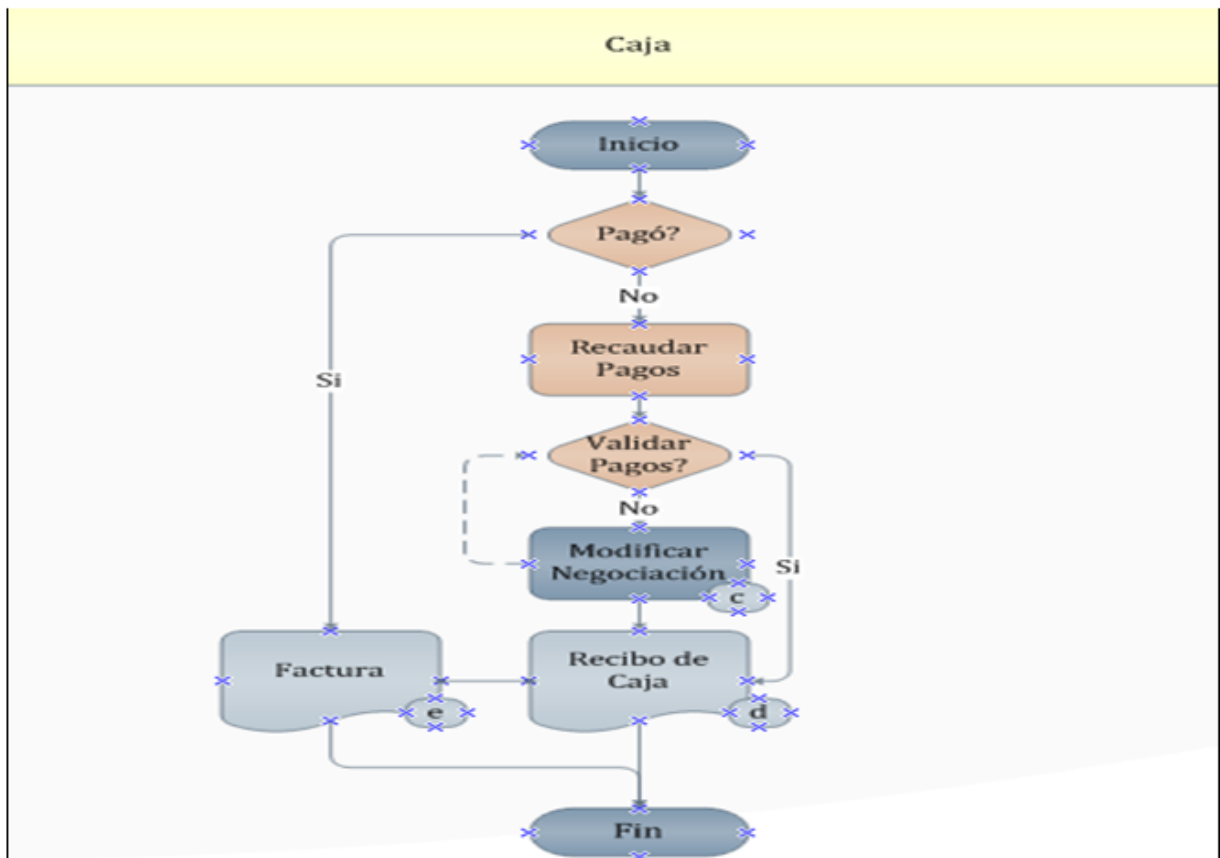 Caja
Inicio
Pagó?
No
Recaudar
Pagos
Si
Validar
Pagos?
No
Modificar
Negociación
Si
c
Recibo de
Caja
Factura
e
d
Fin